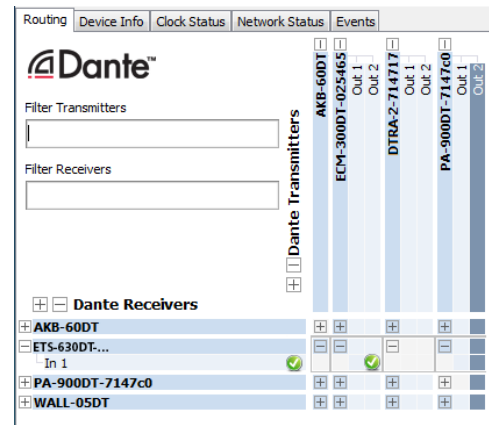 Routing Device Info Clock Status Network Status Events
Dante™
Filter Transmitters
Filter Receivers
Dante Transmitters
AKB-60DT
ECM-300DT-025465
Out 1
Out 2
DTRA-2-714717
Out 1
Out 2
PA-900DT-7147c0
Out 1
Out 2
Dante Receivers
AKB-60DT
ETS-630DT-...
In 1
PA-900DT-7147c0
WALL-05DT